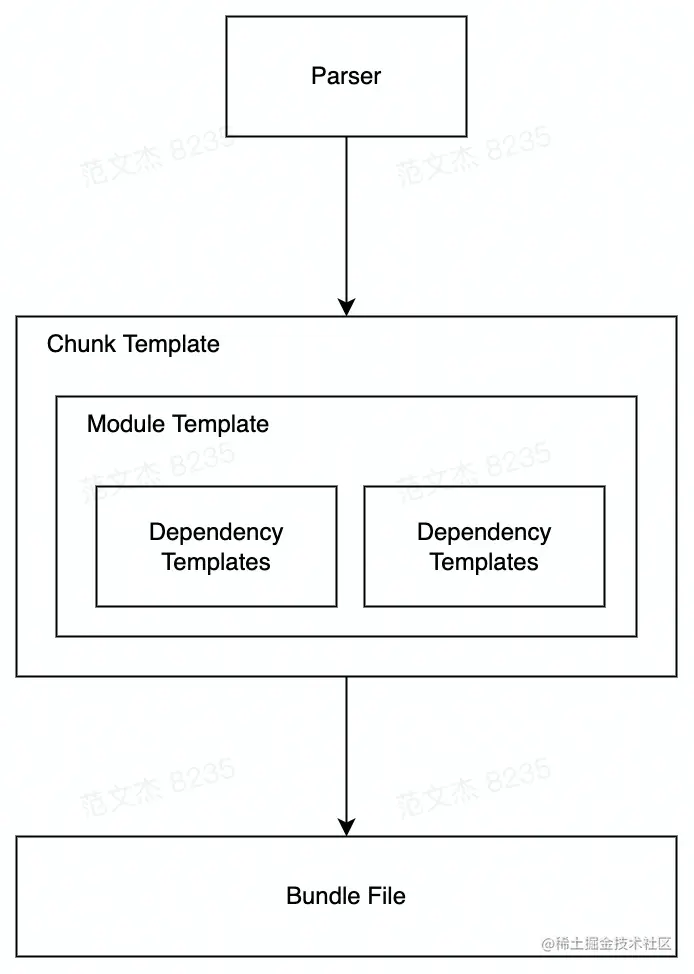 Parser
范文杰 8235
范文杰 8235
Chunk Template
Module Template
范文杰 8235
范文杰 8235
Dependency
Templates
Dependency
Templates
范文杰 8235
范文杰 8235
Bundle File
@稀土掘金技术社区